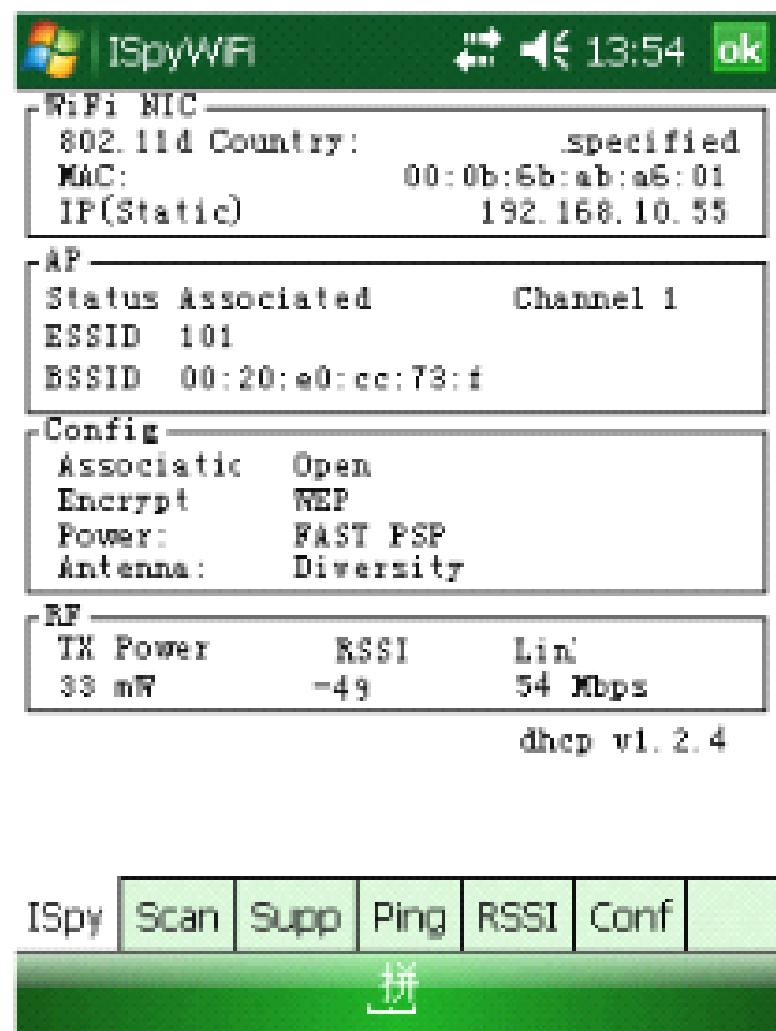 ISpyWiFi 13:54 ok
WiFi NIC
802.11d Country: .specified
MAC: 00:0b:6b:ab:a6:01
IP(Static) 192.168.10.55
AP
Status Associated Channel 1
ESSID 101
BSSID 00:20:e0:cc:73:f
Config
Associatic Open
Encrypt WEP
Power: FAST PSP
Antenna: Diversity
RF
TX Power RSSI Lin
33 mW -49 54 Mbps
dhcp v1.2.4
ISpy Scan Supp Ping RSSI Conf
拼